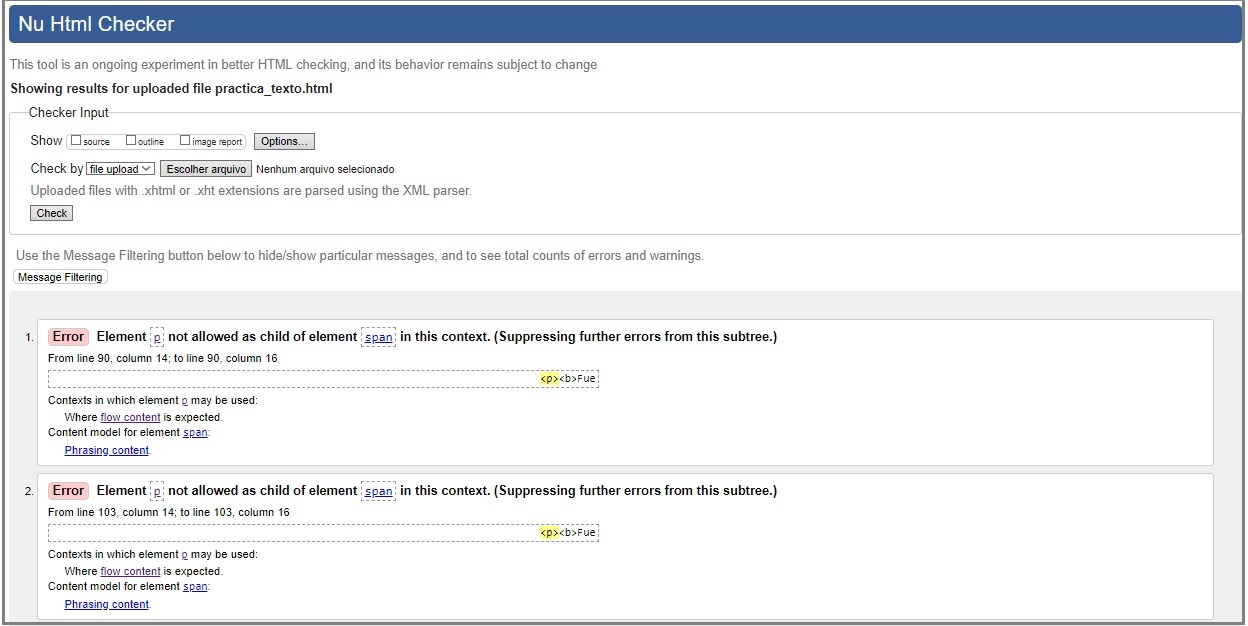 Nu Html Checker
This tool is an ongoing experiment in better HTML checking, and its behavior remains subject to change
Showing results for uploaded file practica_texto.html
Checker Input
Show source outline image report Options...
Check by file upload Escolher arquivo Nenhum arquivo selecionado
Uploaded files with .xhtml or .xht extensions are parsed using the XML parser.
Check
Use the Message Filtering button below to hide/show particular messages, and to see total counts of errors and warnings.
Message Filtering
1. Error Element p not allowed as child of element span in this context. (Suppressing further errors from this subtree.)
From line 90, column 14; to line 90, column 16
<p><b>Fue
Contexts in which element p may be used:
Where flow content is expected.
Content model for element span:
Phrasing content.
2. Error Element p not allowed as child of element span in this context. (Suppressing further errors from this subtree.)
From line 103, column 14; to line 103, column 16
<p><b>Fue
Contexts in which element p may be used:
Where flow content is expected.
Content model for element span:
Phrasing content.